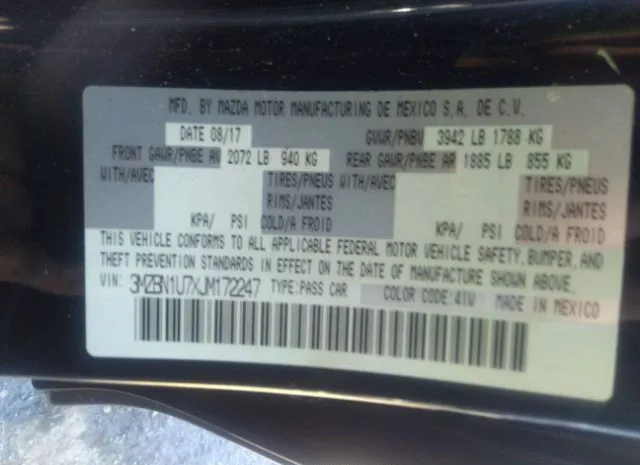 MFD. BY MAZDA MOTOR MANUFACTURING DE MEXICO S.A. DE C.V.
DATE 08/17 GVWR/PNBV 3942 LB 1788 KG
FRONT GAWR/PNBE AV 2072 LB 940 KG REAR GAWR/PNBE AR 1885 LB 855 KG
WITH/AVEC TIRES/PNEUS WITH/AVEC TIRES/PNEUS
RIMS/JANTES RIMS/JANTES
KPA/ PSI COLD/A FROID KPA/ PSI COLD/A FROID
THIS VEHICLE CONFORMS TO ALL APPLICABLE FEDERAL MOTOR VEHICLE SAFETY, BUMPER, AND
THEFT PREVENTION STANDARDS IN EFFECT ON THE DATE OF MANUFACTURE SHOWN ABOVE.
VIN: 3MZBN1U7XJM172247 TYPE:PASS CAR COLOR CODE:41W MADE IN MEXICO